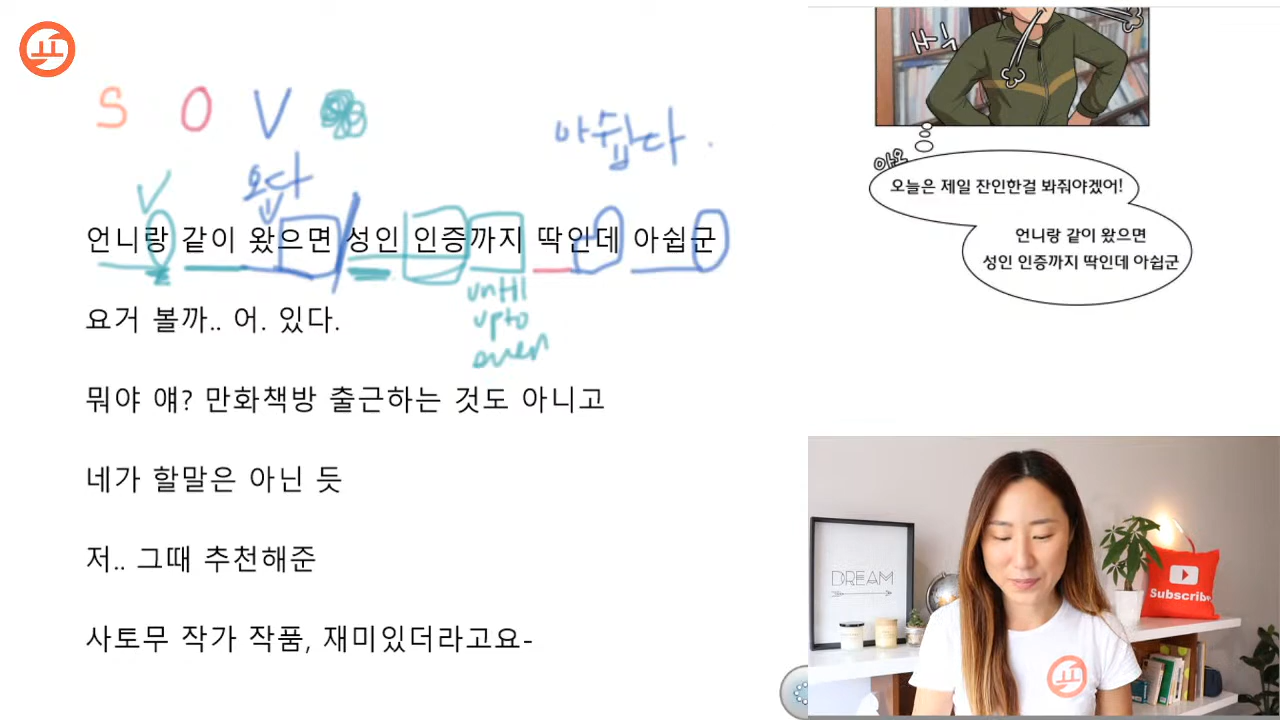 S O V
아쉽다.
오다
V
언니랑 같이 왔으면 성인 인증까지 딱인데 아쉽군
until
upto
even
요거 볼까.. 어. 있다.
뭐야 얘? 만화책방 출근하는 것도 아니고
네가 할말은 아닌 듯
저.. 그때 추천해준
사토무 작가 작품, 재미있더라고요-
아오
오늘은 제일 잔인한걸 봐줘야겠어!
언니랑 같이 왔으면
성인 인증까지 딱인데 아쉽군
DREAM
Subscribe